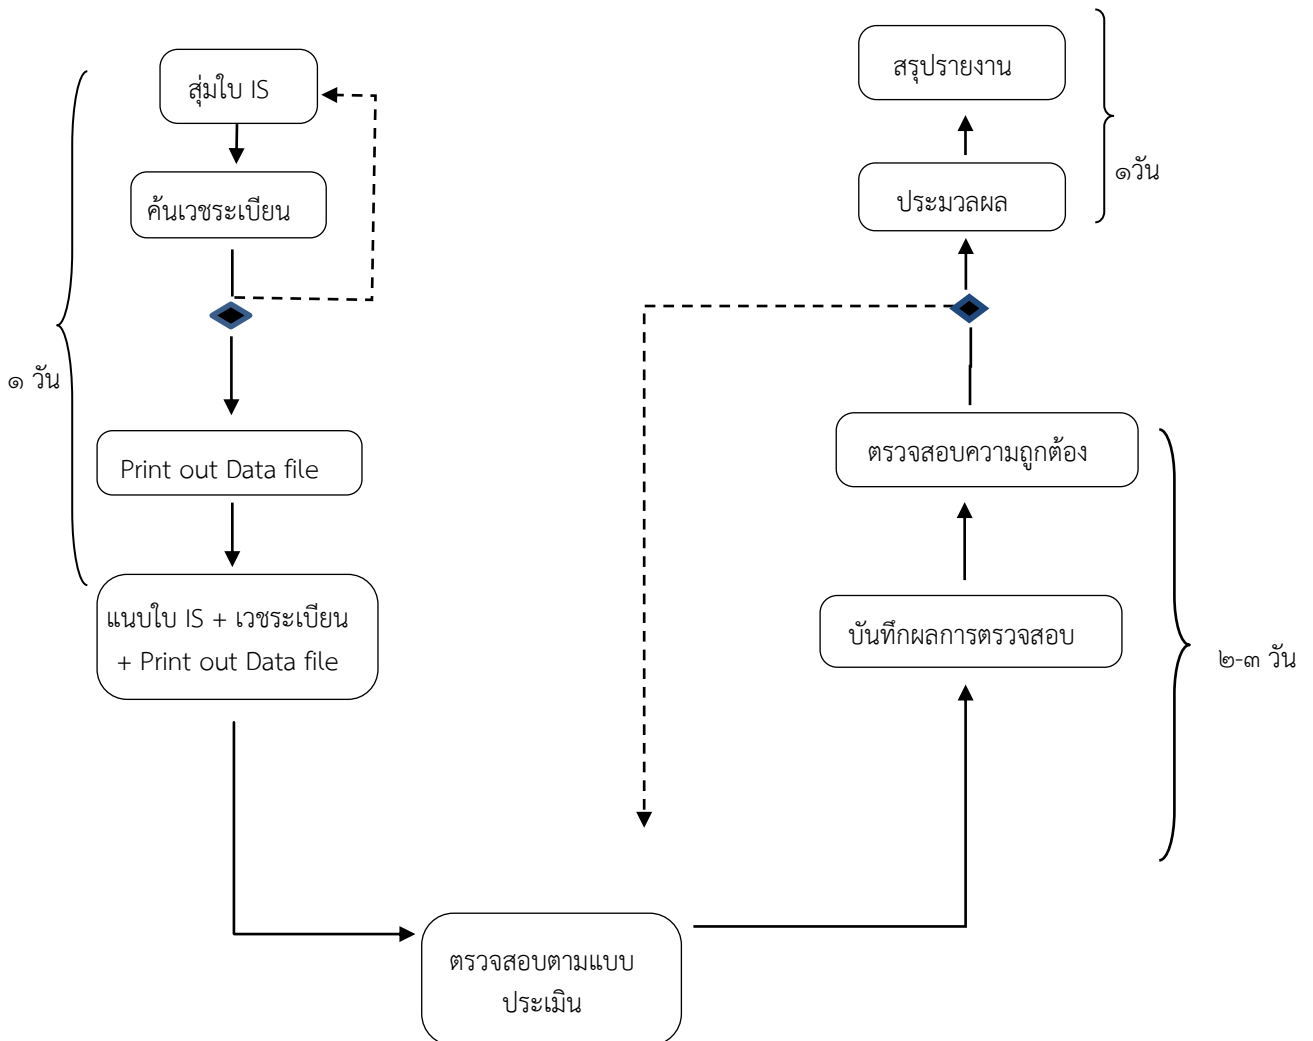 สุ่มใบ IS
ค้นเวชระเบียน
๑ วัน
Print out Data file
แนบใบ IS + เวชระเบียน
+ Print out Data file
ตรวจสอบตามแบบ
ประเมิน
สรุปรายงาน
๑วัน
ประมวลผล
ตรวจสอบความถูกต้อง
บันทึกผลการตรวจสอบ
๒-๓ วัน